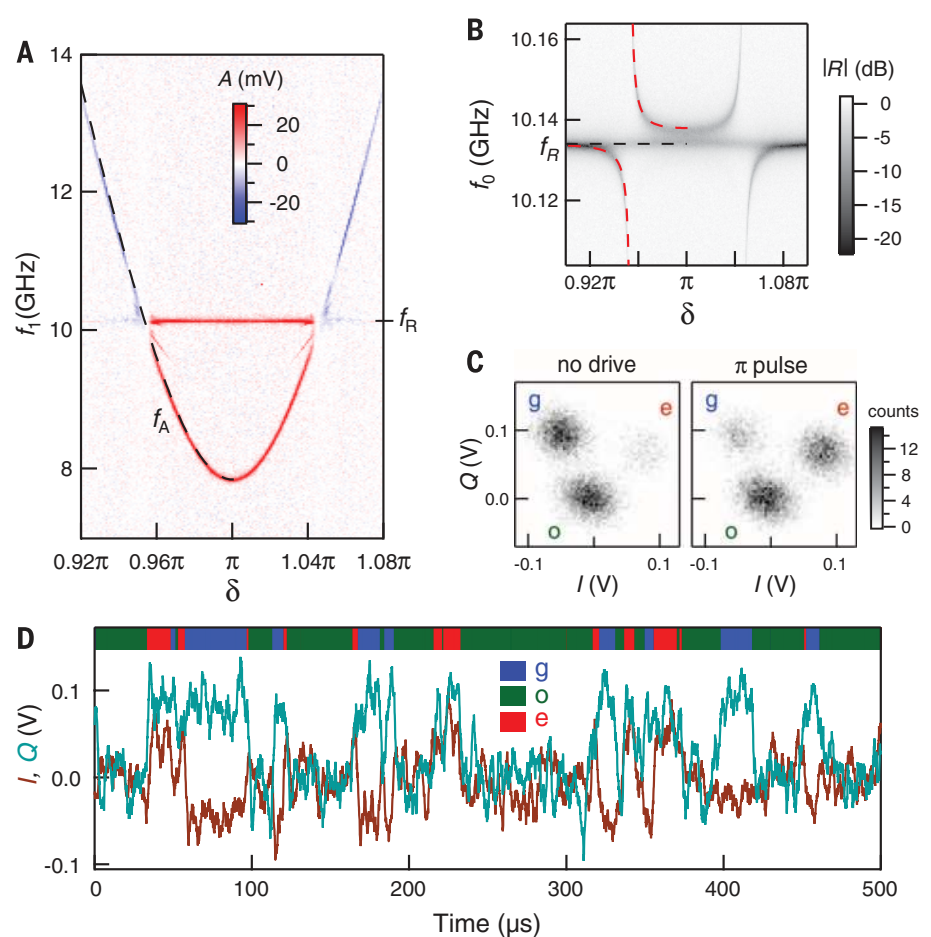 A
14
12
10
8
f₁(GHz)
A (mV)
20
0
-20
f_R
f_A
0.92π 0.96π π 1.04π 1.08π
δ
B
10.16
10.14
f_R
10.12
f₀ (GHz)
0.92π π 1.08π
δ
|R| (dB)
0
-5
-10
-15
-20
C
no drive π pulse
g e g e
o o
0.1
0.0
Q (V)
-0.1 0.1 -0.1 0.1
I (V) I (V)
counts
12
8
4
0
D
g
o
e
0.1
0.0
-0.1
I, Q (V)
0 100 200 300 400 500
Time (µs)